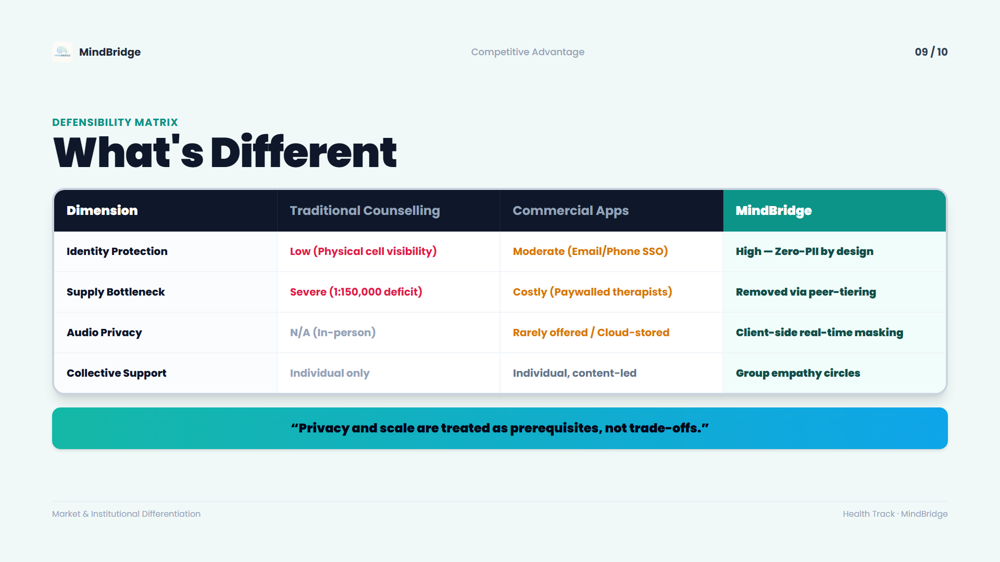 MindBridge
Competitive Advantage
09 / 10
DEFENSIBILITY MATRIX
What's Different
Dimension
Traditional Counselling
Commercial Apps
MindBridge
Identity Protection
Low (Physical cell visibility)
Moderate (Email/Phone SSO)
High — Zero-PII by design
Supply Bottleneck
Severe (1:150,000 deficit)
Costly (Paywalled therapists)
Removed via peer-tiering
Audio Privacy
N/A (In-person)
Rarely offered / Cloud-stored
Client-side real-time masking
Collective Support
Individual only
Individual, content-led
Group empathy circles
“Privacy and scale are treated as prerequisites, not trade-offs.”
Market & Institutional Differentiation
Health Track · MindBridge